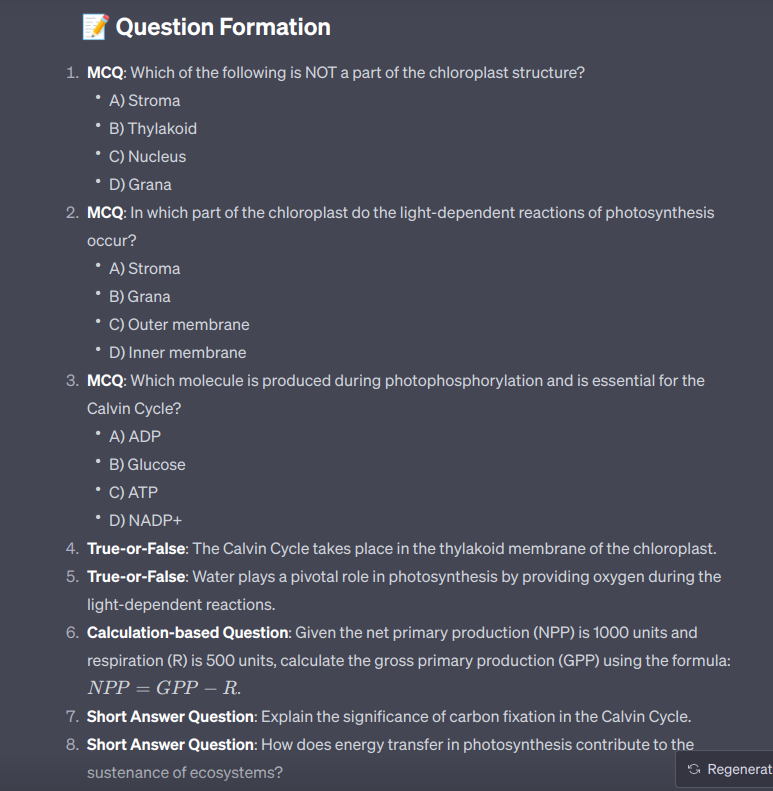 📝 Question Formation
1. MCQ: Which of the following is NOT a part of the chloroplast structure?
• A) Stroma
• B) Thylakoid
• C) Nucleus
• D) Grana
2. MCQ: In which part of the chloroplast do the light-dependent reactions of photosynthesis
occur?
• A) Stroma
• B) Grana
• C) Outer membrane
• D) Inner membrane
3. MCQ: Which molecule is produced during photophosphorylation and is essential for the
Calvin Cycle?
• A) ADP
• B) Glucose
• C) ATP
• D) NADP+
4. True-or-False: The Calvin Cycle takes place in the thylakoid membrane of the chloroplast.
5. True-or-False: Water plays a pivotal role in photosynthesis by providing oxygen during the
light-dependent reactions.
6. Calculation-based Question: Given the net primary production (NPP) is 1000 units and
respiration (R) is 500 units, calculate the gross primary production (GPP) using the formula:
NPP = GPP − R.
7. Short Answer Question: Explain the significance of carbon fixation in the Calvin Cycle.
8. Short Answer Question: How does energy transfer in photosynthesis contribute to the
sustenance of ecosystems?
Regenerat